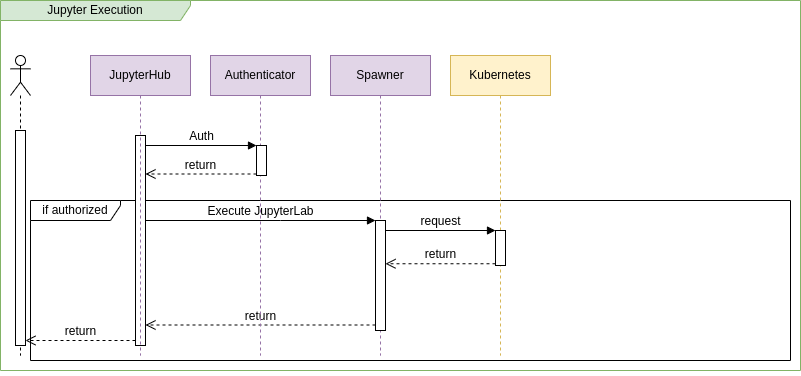 Jupyter Execution
JupyterHub
Authenticator
Spawner
Kubernetes
Auth
return
if authorized
Execute JupyterLab
request
return
return
return